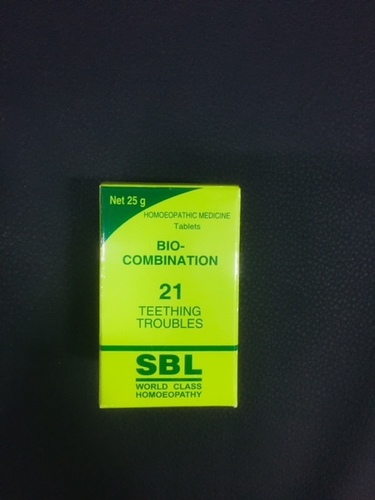 Net 25 g
HOMOEOPATHIC MEDICINE
Tablets
BIO-
COMBINATION
21
TEETHING
TROUBLES
SBL
WORLD CLASS
HOMOEOPATHY